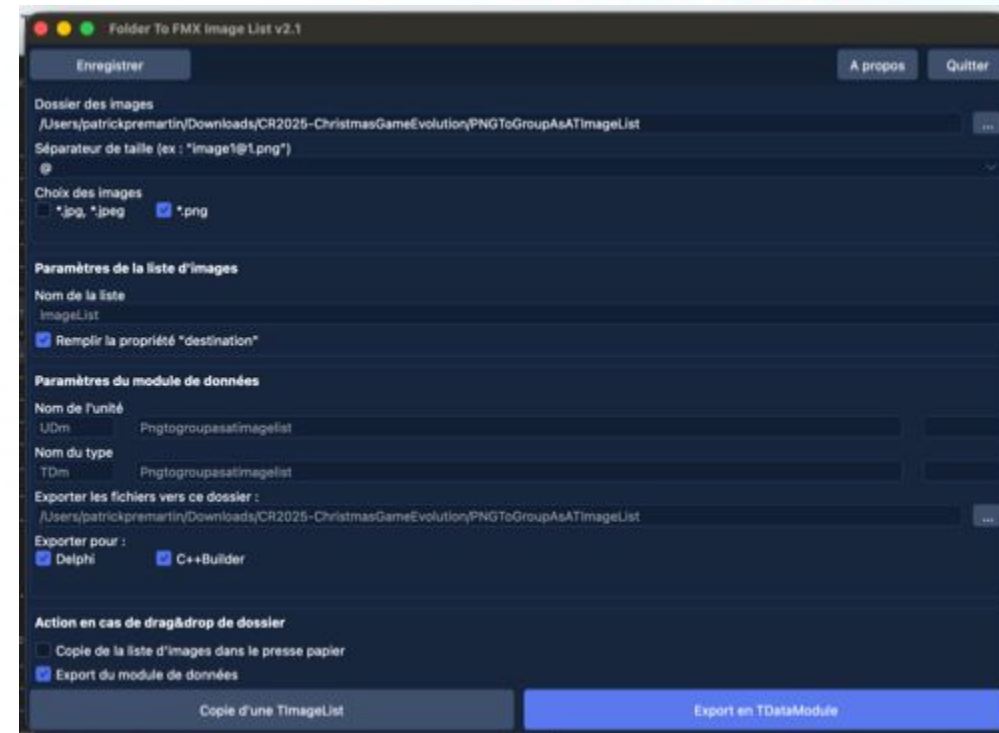 Folder To FMX Image List v2.1
Enregistrer A propos Quitter
Dossier des images
/Users/patrickpremartin/Downloads/CR2025-ChristmasGameEvolution/PNGToGroupAsATImageList
...
Séparateur de taille (ex : "image1@1.png")
@
Choix des images
*.jpg, *.jpeg *.png
Paramètres de la liste d'images
Nom de la liste
ImageList
Remplir la propriété "destination"
Paramètres du module de données
Nom de l'unité
UDm Pngtogroupasatimagelist
Nom du type
TDm Pngtogroupasatimagelist
Exporter les fichiers vers ce dossier :
/Users/patrickpremartin/Downloads/CR2025-ChristmasGameEvolution/PNGToGroupAsATImageList
...
Exporter pour :
Delphi C++Builder
Action en cas de drag&drop de dossier
Copie de la liste d'images dans le presse papier
Export du module de données
Copie d'une TImageList Export en TDataModule